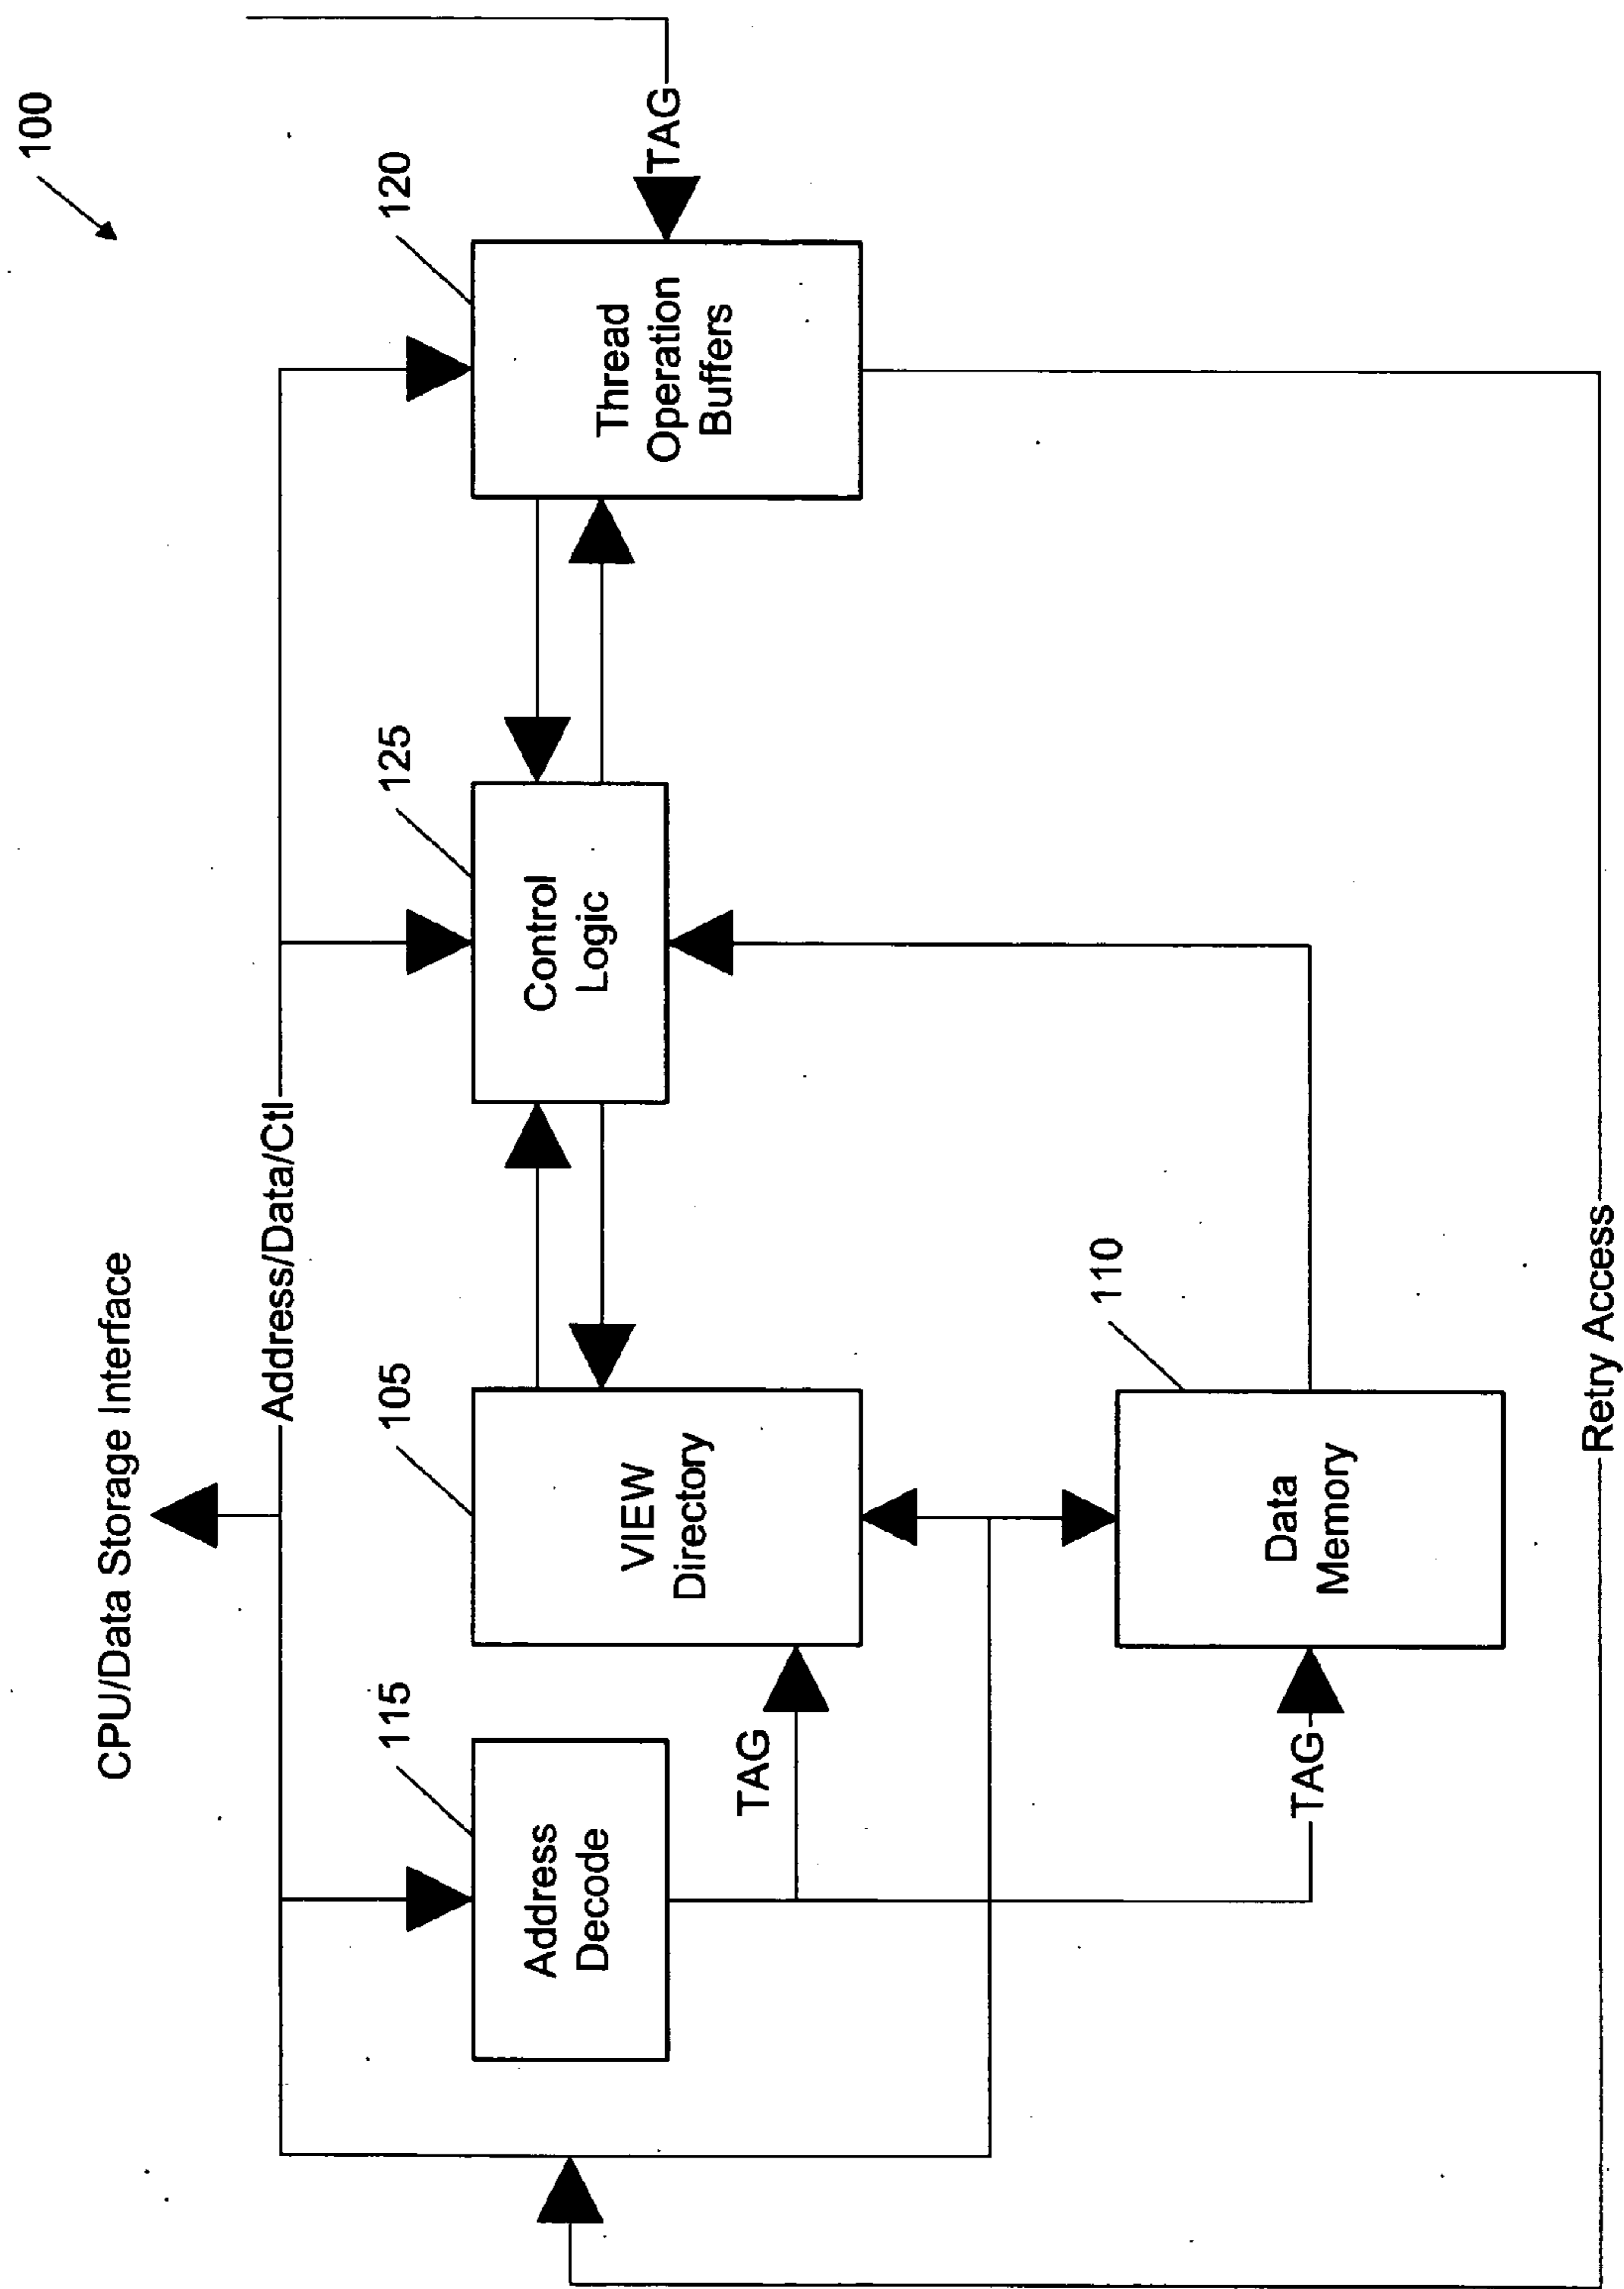 100
CPU/Data Storage Interface
Address/Data/Ctl
115
105
125
120
Address
Decode
VIEW
Directory
Control
Logic
Thread
Operation
Buffers
TAG
TAG
110
TAG
Data
Memory
Retry Access